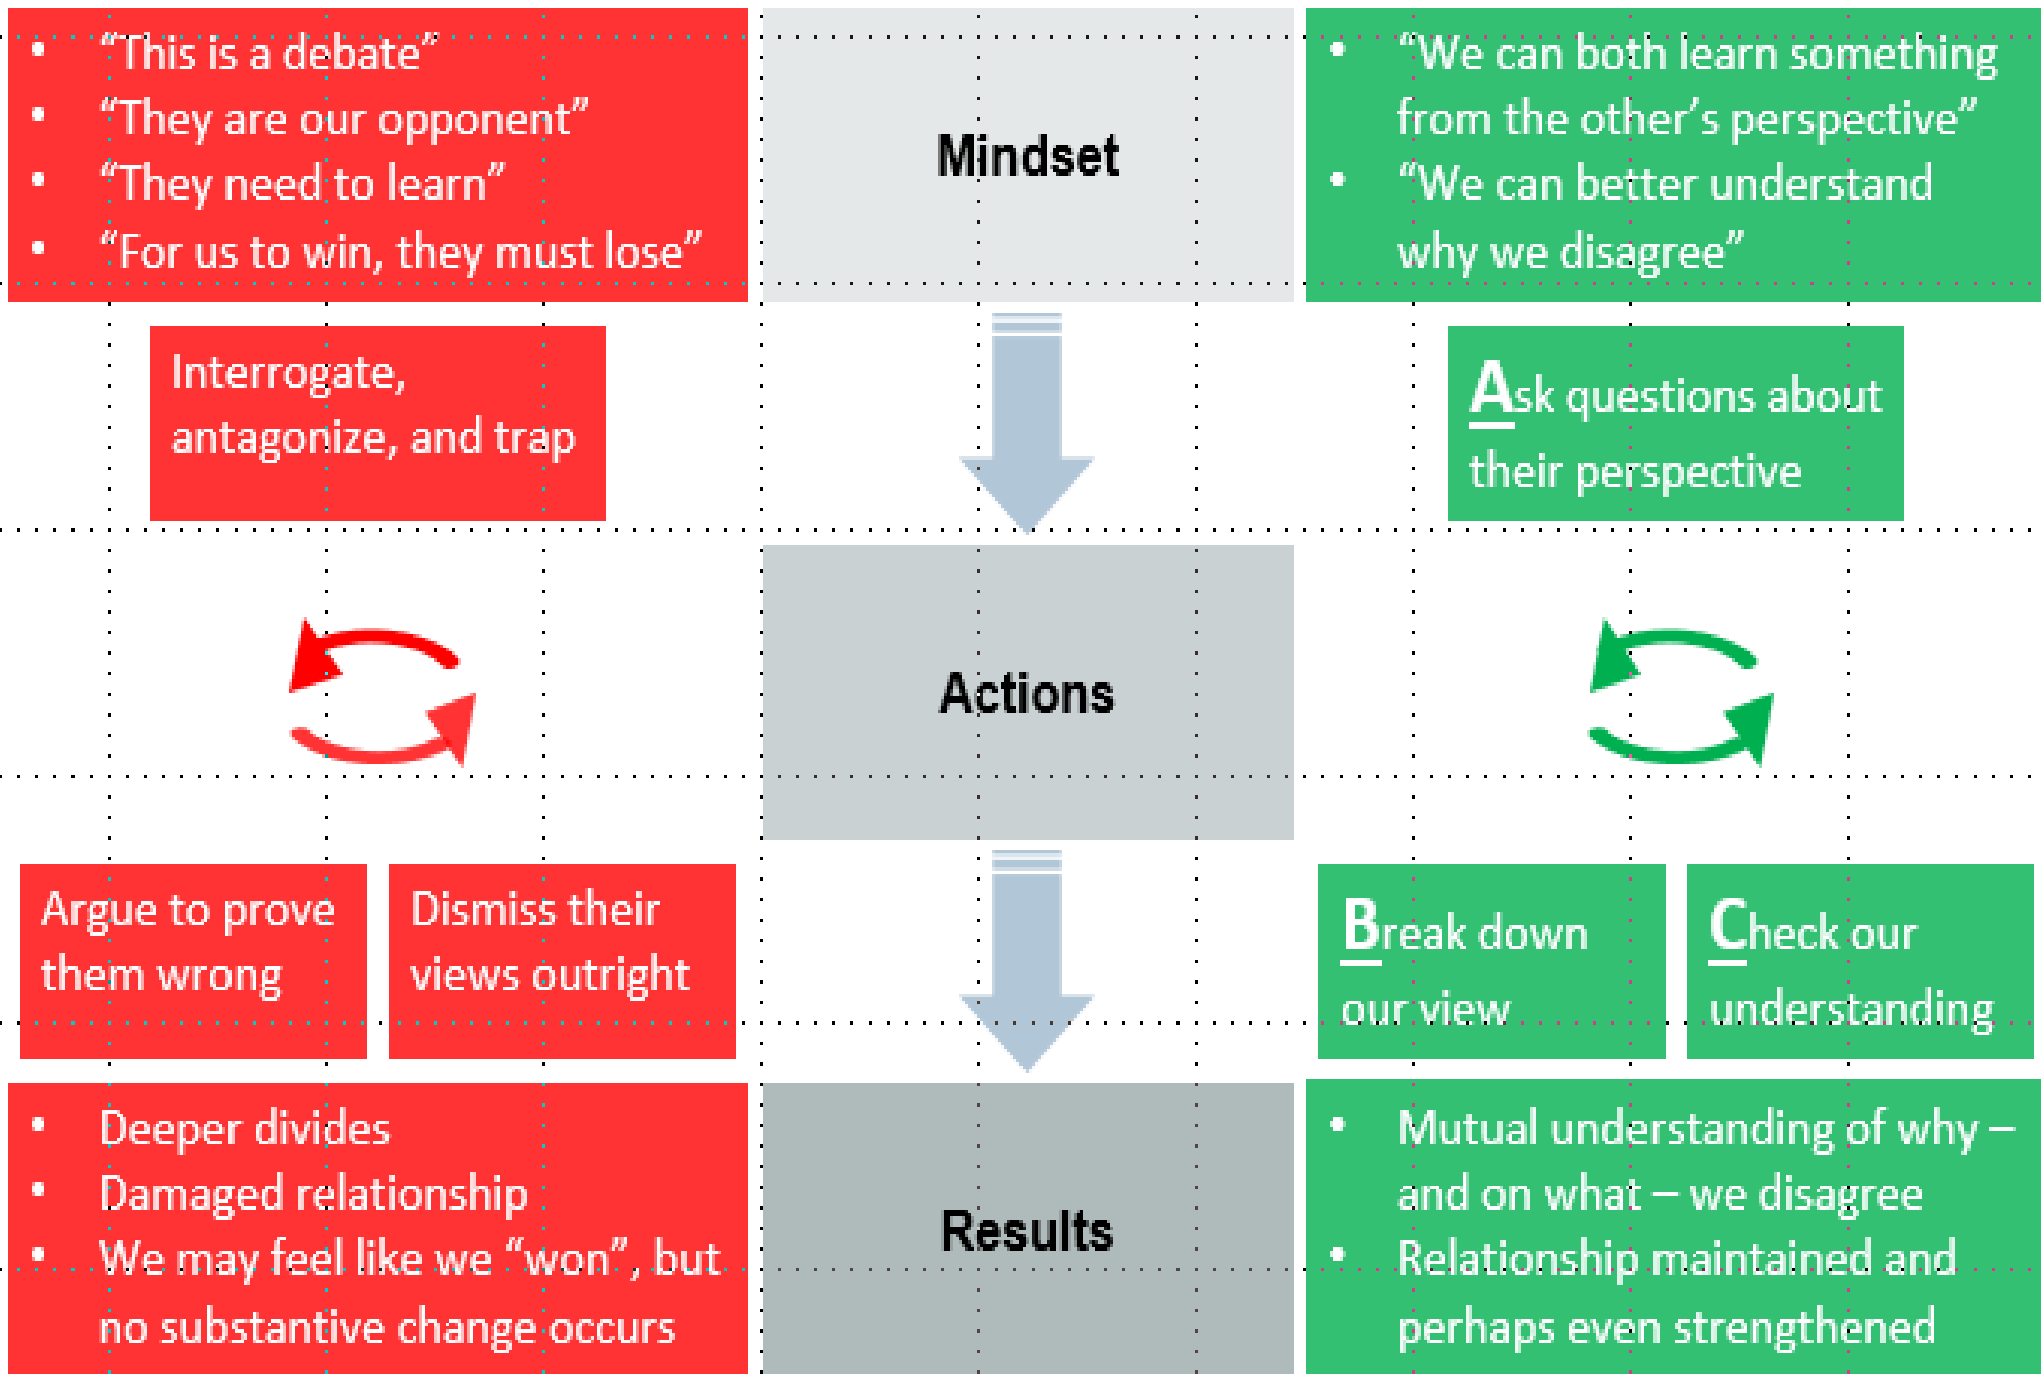 • “This is a debate”
• “They are our opponent”
• “They need to learn”
• “For us to win, they must lose”
Mindset
• “We can both learn something
from the other’s perspective”
• “We can better understand
why we disagree”
Interrogate,
antagonize, and trap
Ask questions about
their perspective
Actions
Argue to prove
them wrong
Dismiss their
views outright
Break down
our view
Check our
understanding
• Deeper divides
• Damaged relationship
• We may feel like we “won”, but
no substantive change occurs
Results
• Mutual understanding of why –
and on what – we disagree
• Relationship maintained and
perhaps even strengthened